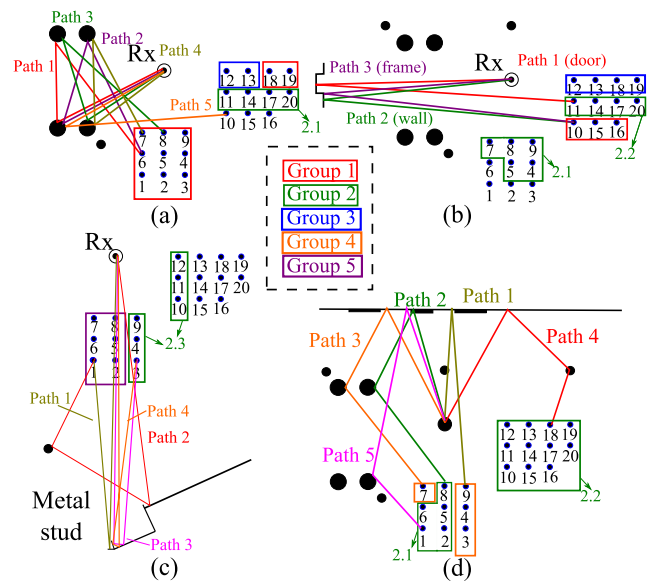 Path 3
Path 2
Rx
Path 4
Path 1
Path 5
12 13 18 19
11 14 17 20
10 15 16
2.1
7 8 9
6 5 4
1 2 3
(a)
Path 3 (frame)
Rx
Path 1 (door)
Path 2 (wall)
12 13 18 19
11 14 17 20
10 15 16
2.2
7 8 9
6 5 4
1 2 3
2.1
(b)
Group 1
Group 2
Group 3
Group 4
Group 5
Rx
12 13 18 19
11 14 17 20
10 15 16
2.3
7 8 9
6 5 4
1 2 3
Path 1
Path 4
Path 2
Metal
stud
Path 3
(c)
Path 2
Path 1
Path 3
Path 4
Path 5
12 13 18 19
11 14 17 20
10 15 16
2.2
7 8 9
6 5 4
1 2 3
2.1
(d)